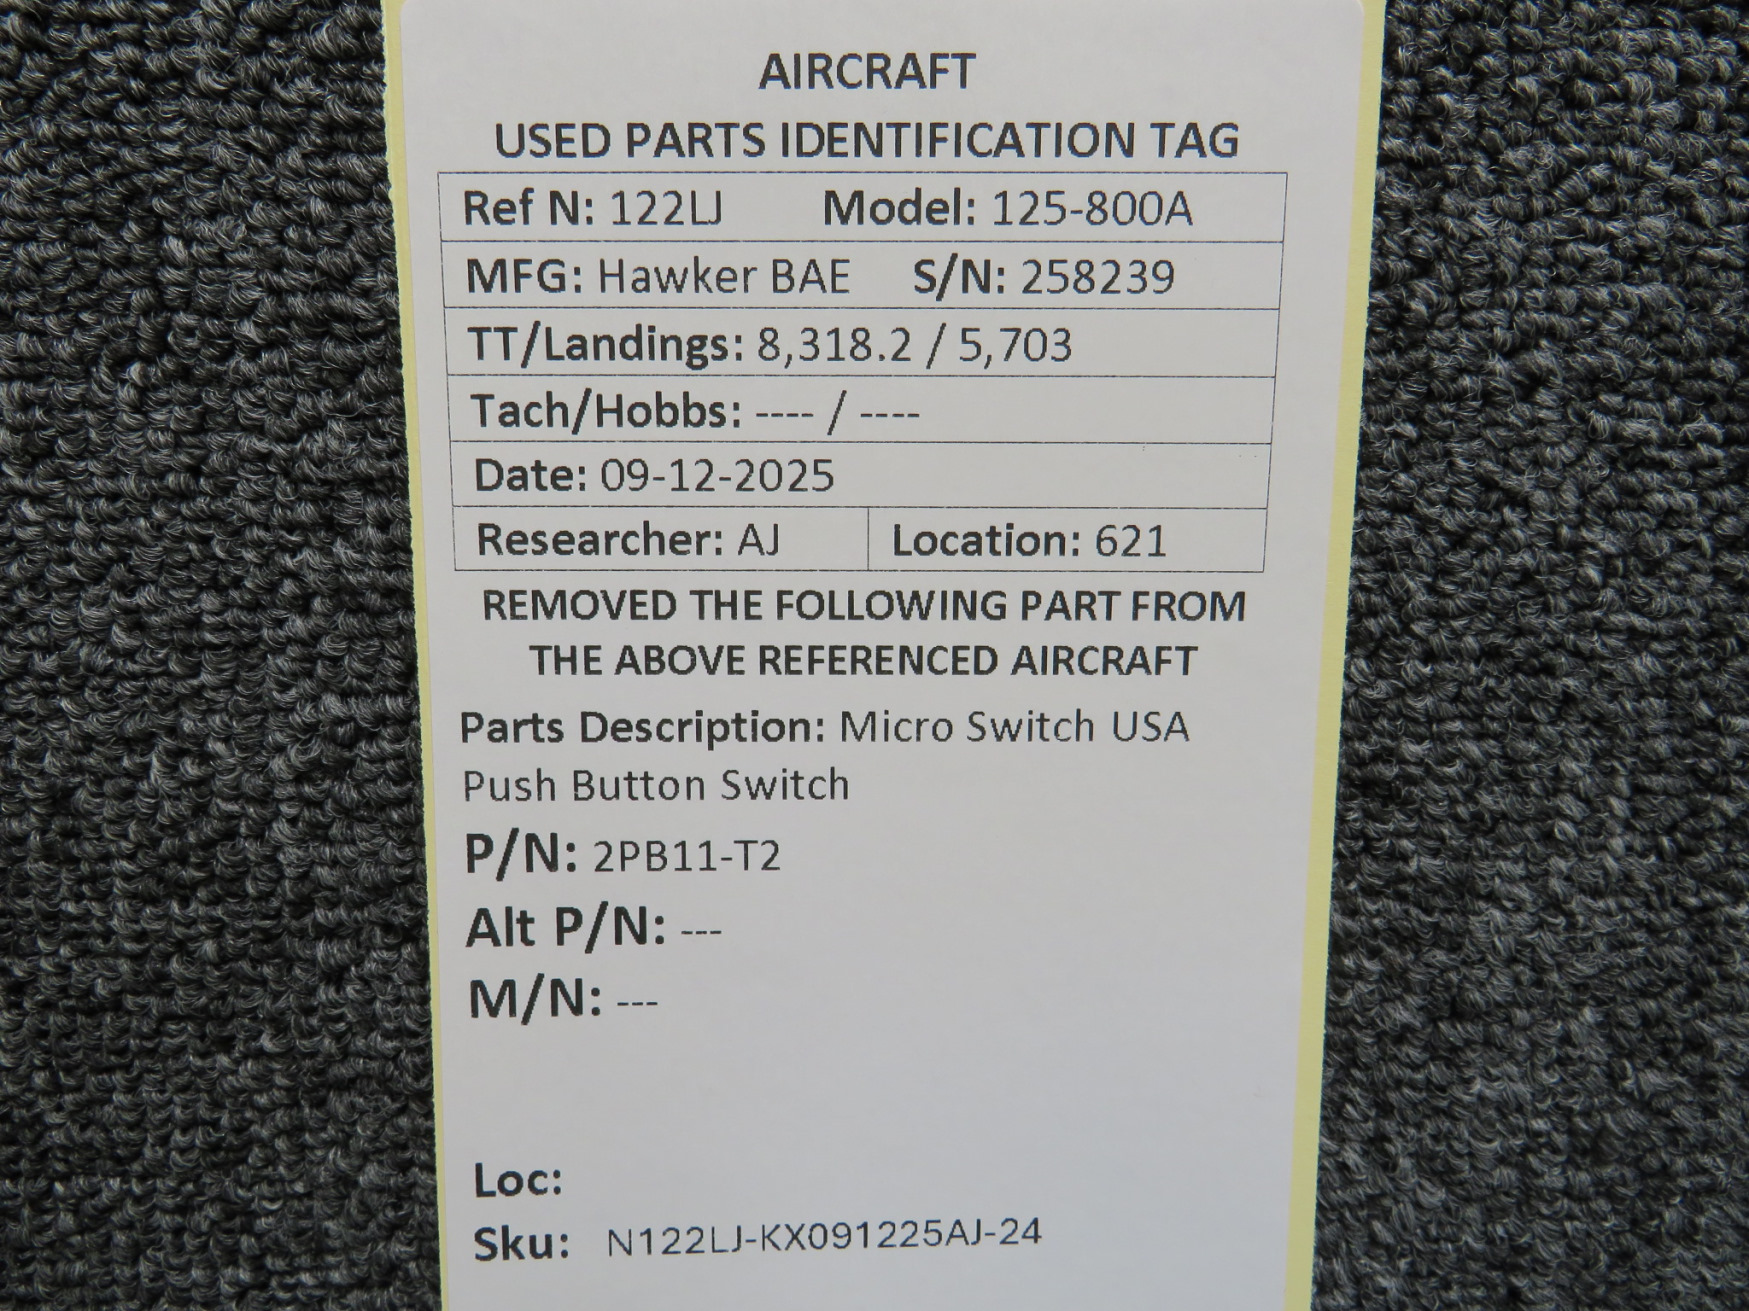 AIRCRAFT
USED PARTS IDENTIFICATION TAG
Ref N: 122LJ Model: 125-800A
MFG: Hawker BAE S/N: 258239
TT/Landings: 8,318.2 / 5,703
Tach/Hobbs: ---- / ----
Date: 09-12-2025
Researcher: AJ Location: 621
REMOVED THE FOLLOWING PART FROM
THE ABOVE REFERENCED AIRCRAFT
Parts Description: Micro Switch USA
Push Button Switch
P/N: 2PB11-T2
Alt P/N: ---
M/N: ---
Loc:
Sku: N122LJ-KX091225AJ-24